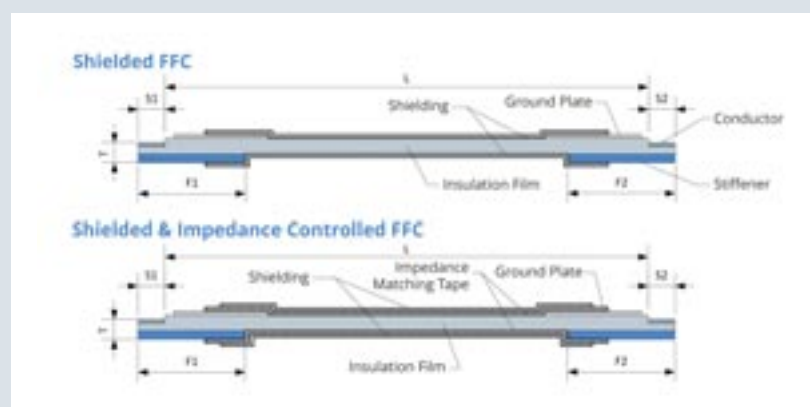 Shielded FFC
L
S1
Shielding
Ground Plate
S2
Conductor
T
F1
Insulation Film
F2
Stiffener
Shielded & Impedance Controlled FFC
L
S1
Shielding
Impedance
Matching Tape
Ground Plate
S2
T
F1
Insulation Film
F2